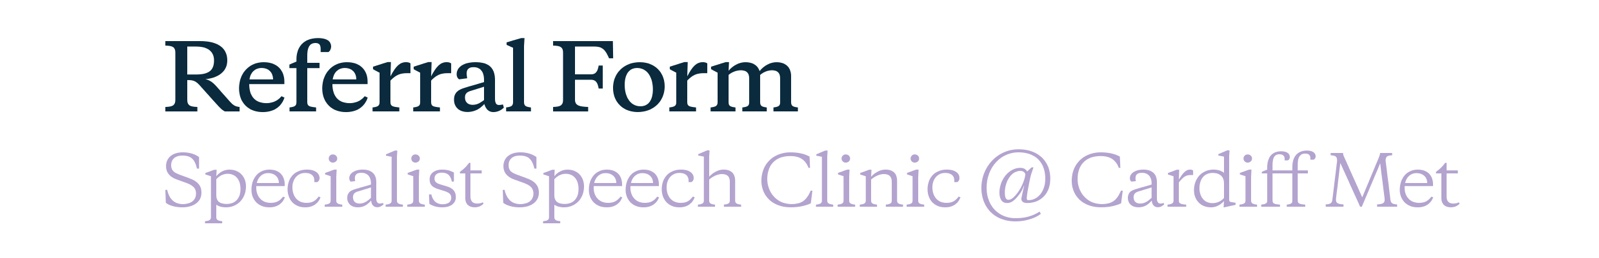 Referral Form
Specialist Speech Clinic @ Cardiff Met